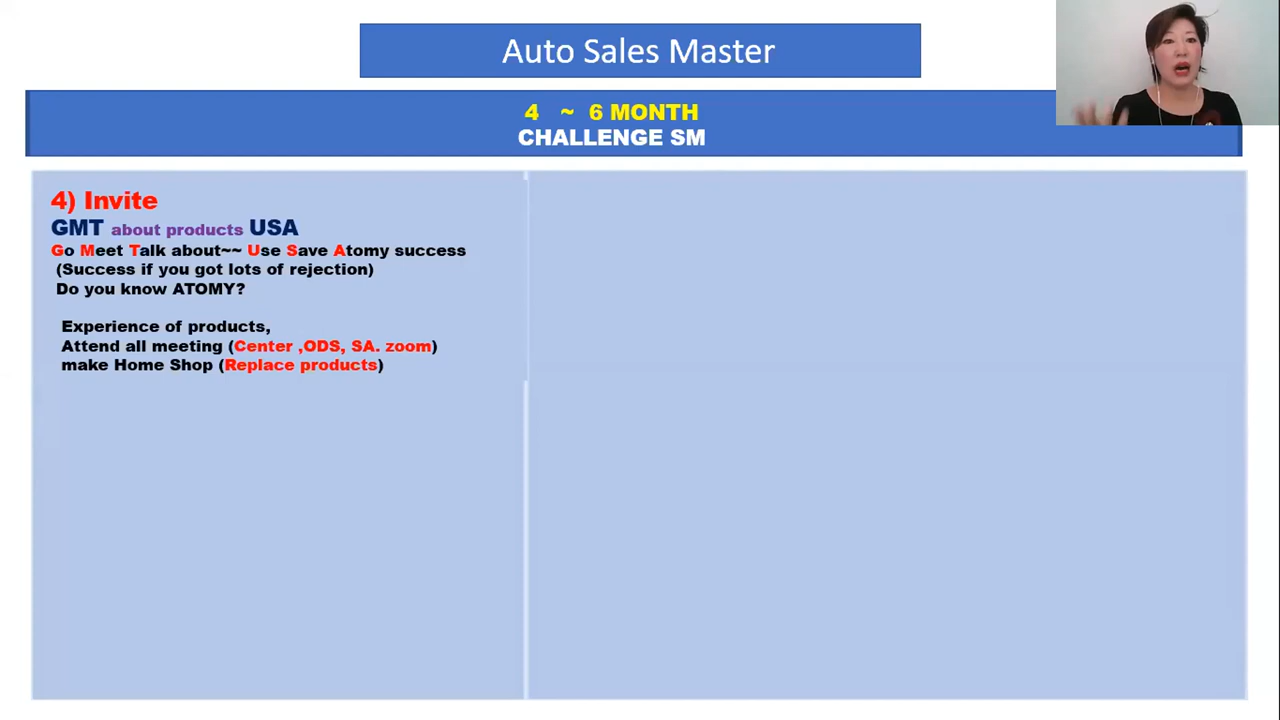 Auto Sales Master
4 ~ 6 MONTH
CHALLENGE SM
4) Invite
GMT about products USA
Go Meet Talk about~~ Use Save Atomy success
(Success if you got lots of rejection)
Do you know ATOMY?
Experience of products,
Attend all meeting (Center ,ODS, SA. zoom)
make Home Shop (Replace products)